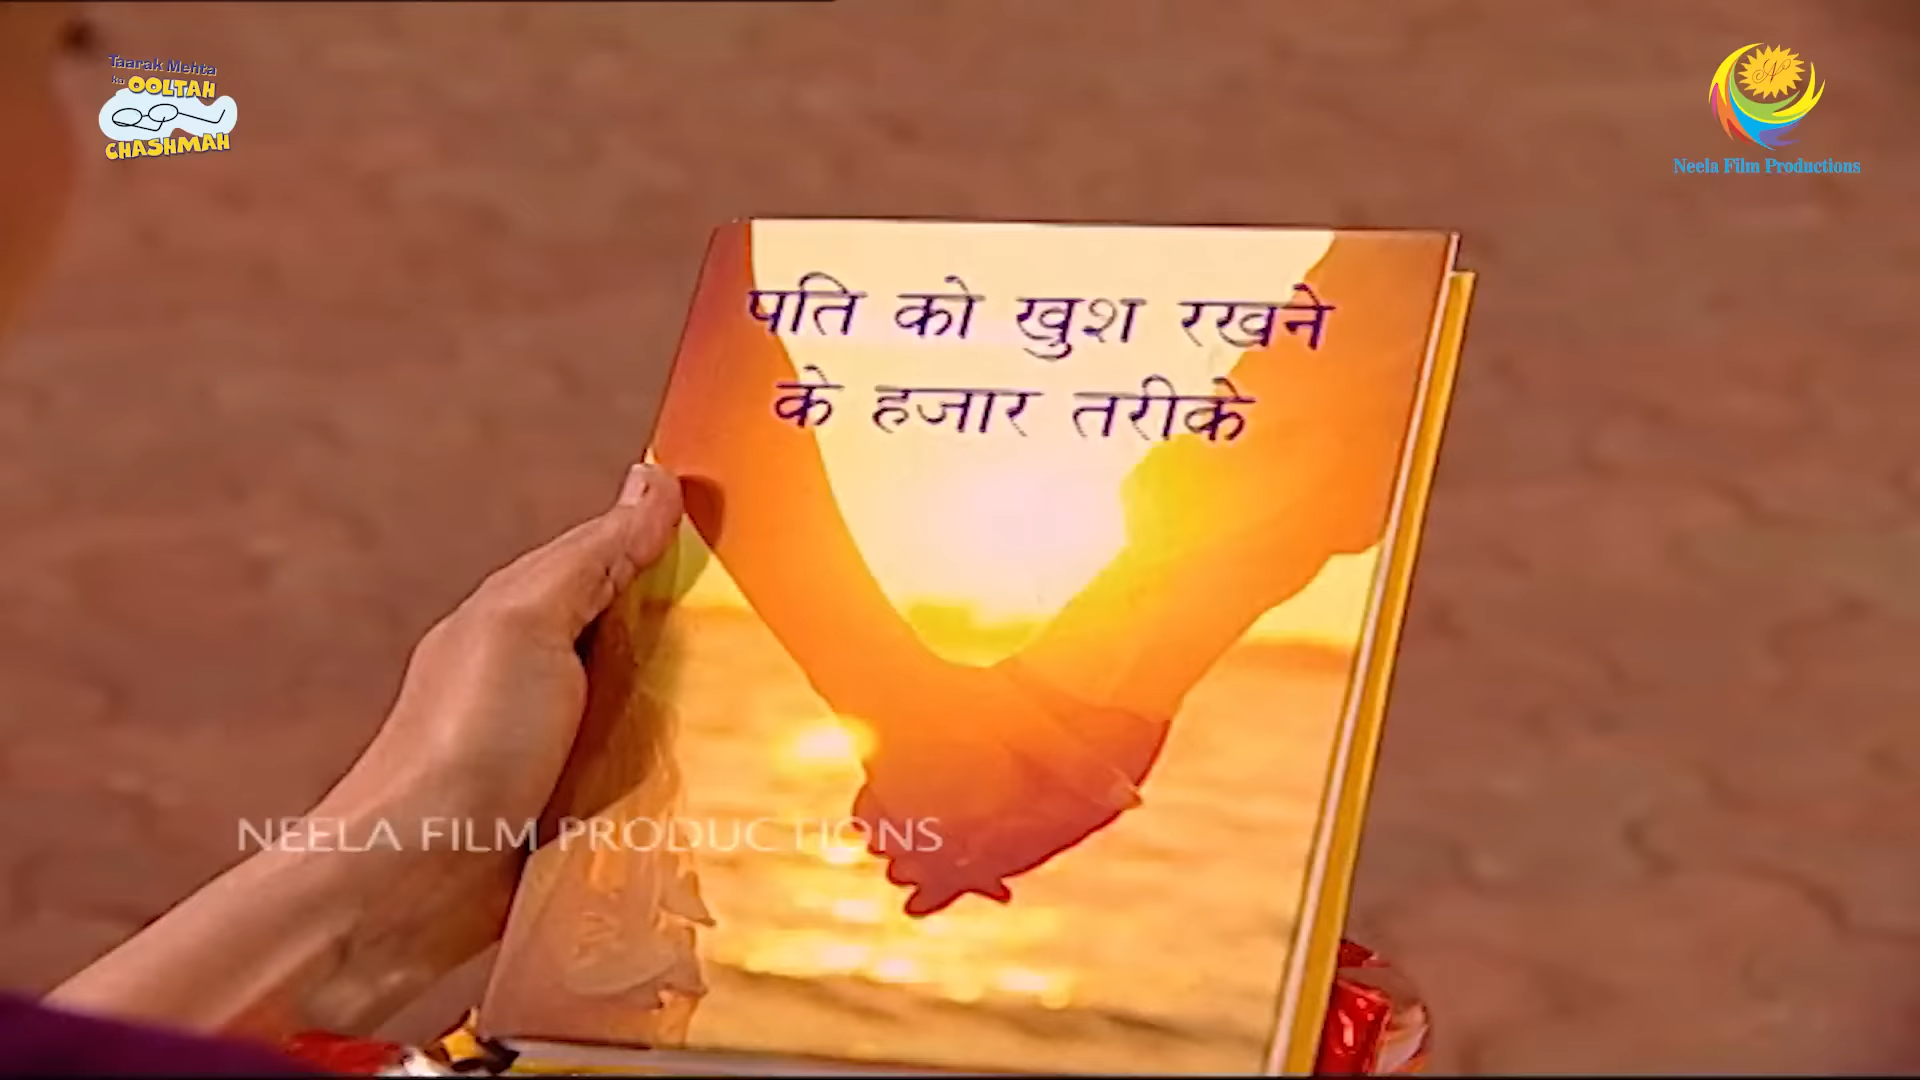 Taarak Mehta
ka OOLTAH
CHASHMAH
Neela Film Productions
पति को खुश रखने
के हजार तरीके
NEELA FILM PRODUCTIONS